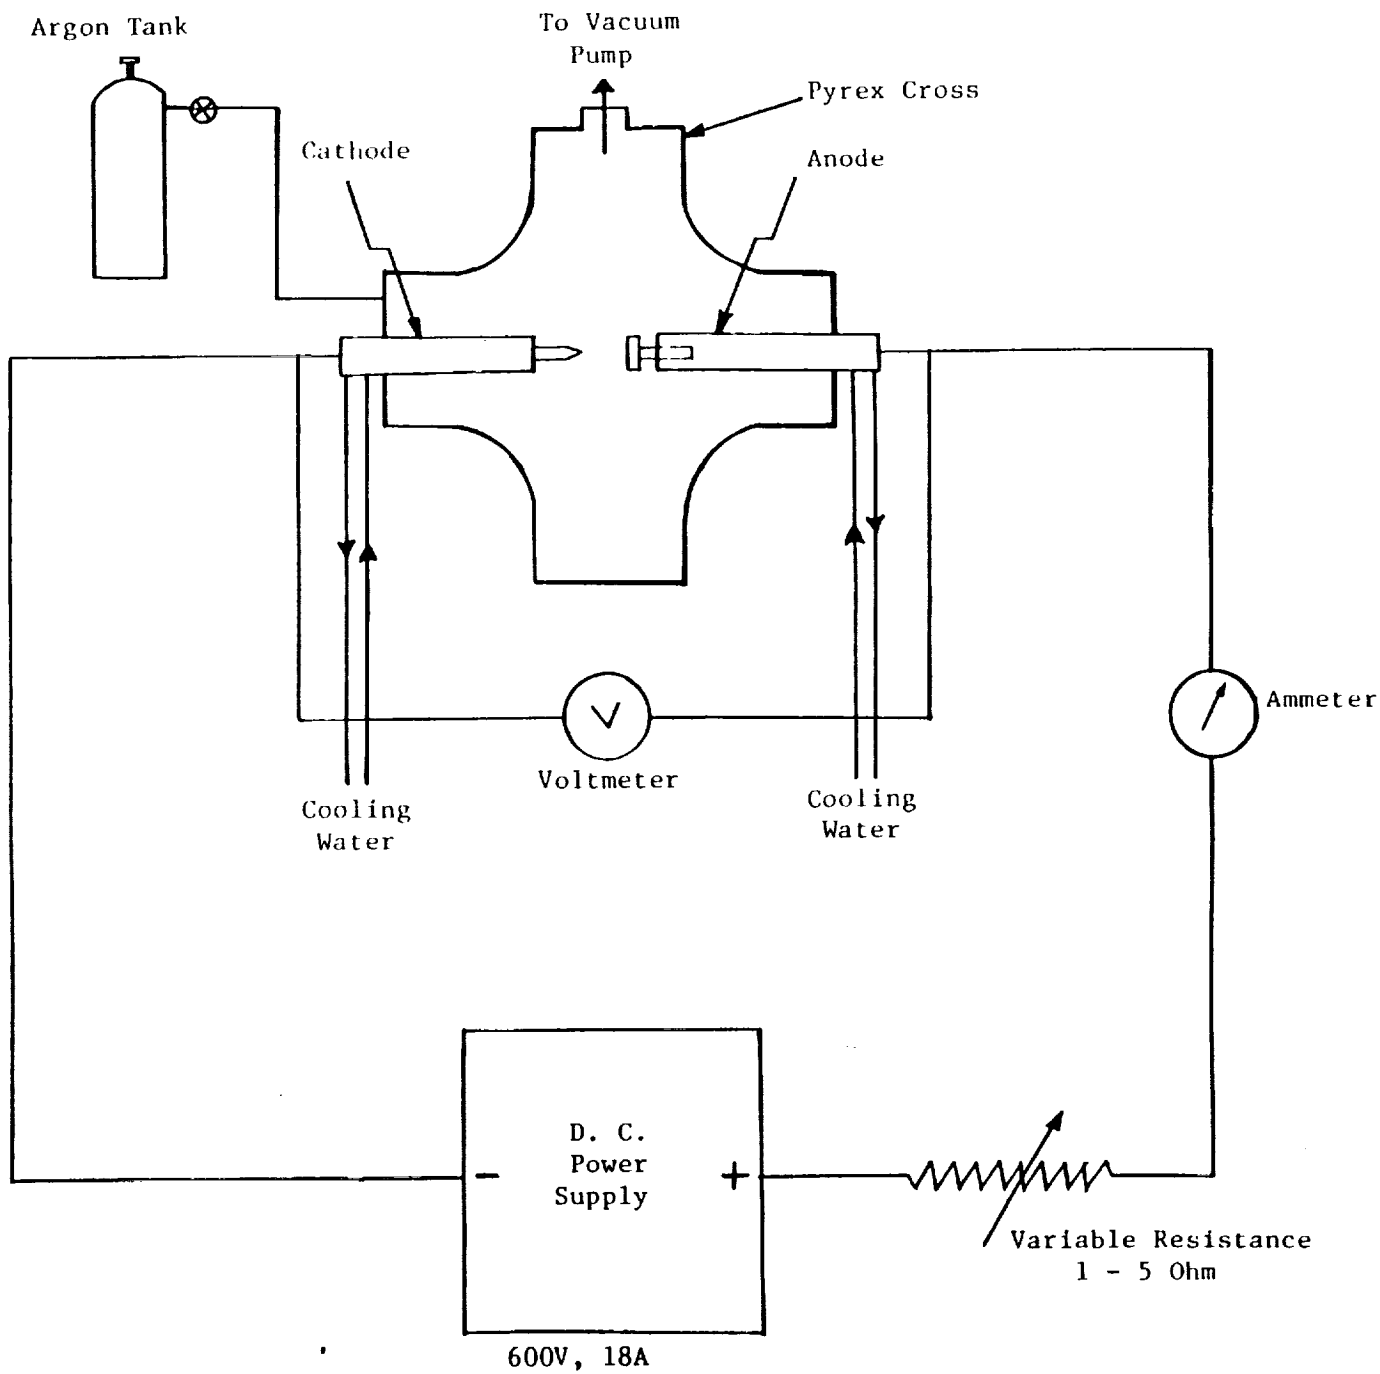 Argon Tank
To Vacuum
Pump
Pyrex Cross
Cathode
Anode
Ammeter
V
Voltmeter
Cooling
Water
Cooling
Water
D. C.
Power
Supply
- +
Variable Resistance
1 - 5 Ohm
600V, 18A